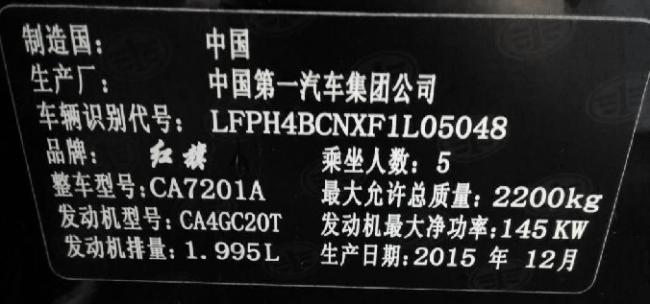 制造国： 中国
生产厂： 中国第一汽车集团公司
车辆识别代号： LFPH4BCNXF1L05048
品牌： 红旗 乘坐人数：5
整车型号：CA7201A 最大允许总质量：2200kg
发动机型号：CA4GC20T 发动机最大净功率：145KW
发动机排量：1.995L 生产日期：2015 年 12月